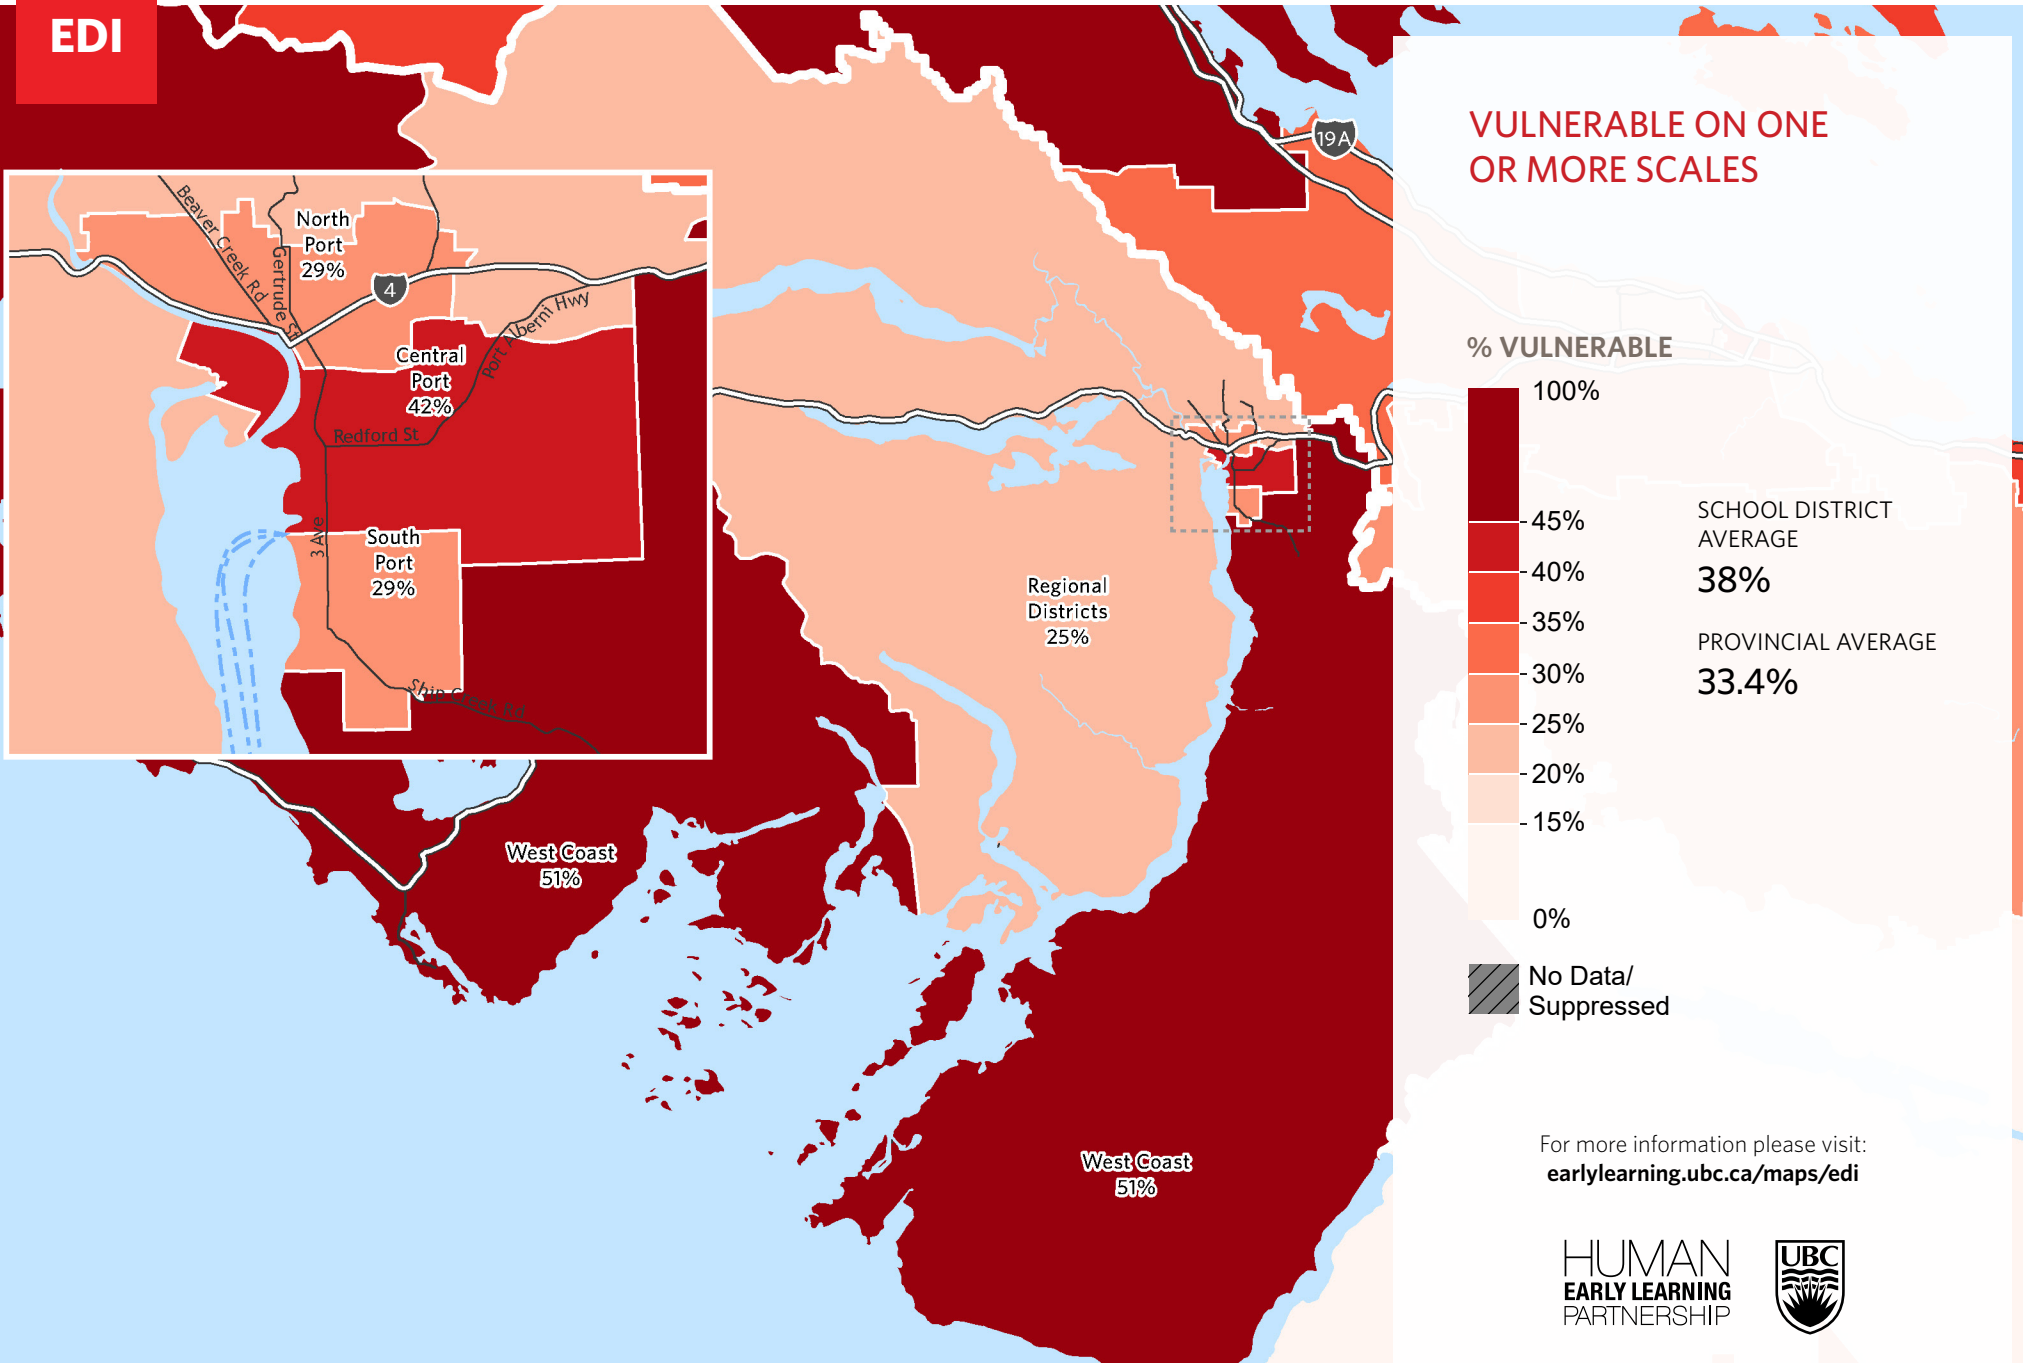 EDI
19A
Beaver Creek Rd
Gertrude St
North
Port
29%
4
Port Alberni Hwy
Central
Port
42%
Redford St
3 Ave
South
Port
29%
Ship Creek Rd
Regional
Districts
25%
West Coast
51%
West Coast
51%
VULNERABLE ON ONE
OR MORE SCALES
% VULNERABLE
100%
45%
40%
35%
30%
25%
20%
15%
0%
No Data/
Suppressed
SCHOOL DISTRICT
AVERAGE
38%
PROVINCIAL AVERAGE
33.4%
For more information please visit:
earlylearning.ubc.ca/maps/edi
HUMAN
EARLY LEARNING
PARTNERSHIP
UBC